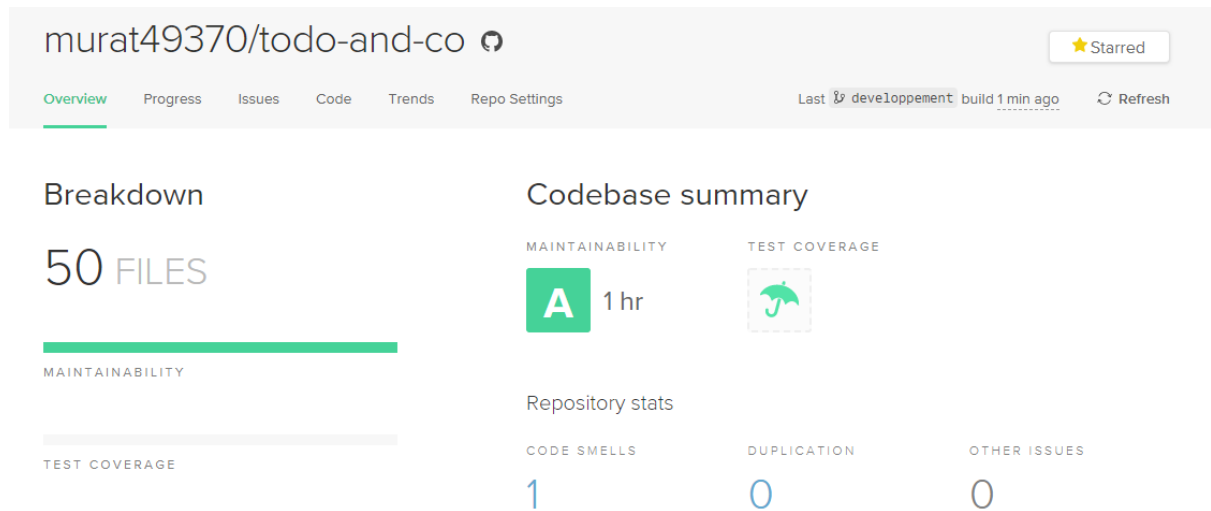 murat49370/todo-and-co
Starred
Overview Progress Issues Code Trends Repo Settings
Last developpement build 1 min ago Refresh
Breakdown
50 FILES
MAINTAINABILITY
TEST COVERAGE
Codebase summary
MAINTAINABILITY TEST COVERAGE
A 1 hr
Repository stats
CODE SMELLS DUPLICATION OTHER ISSUES
1 0 0